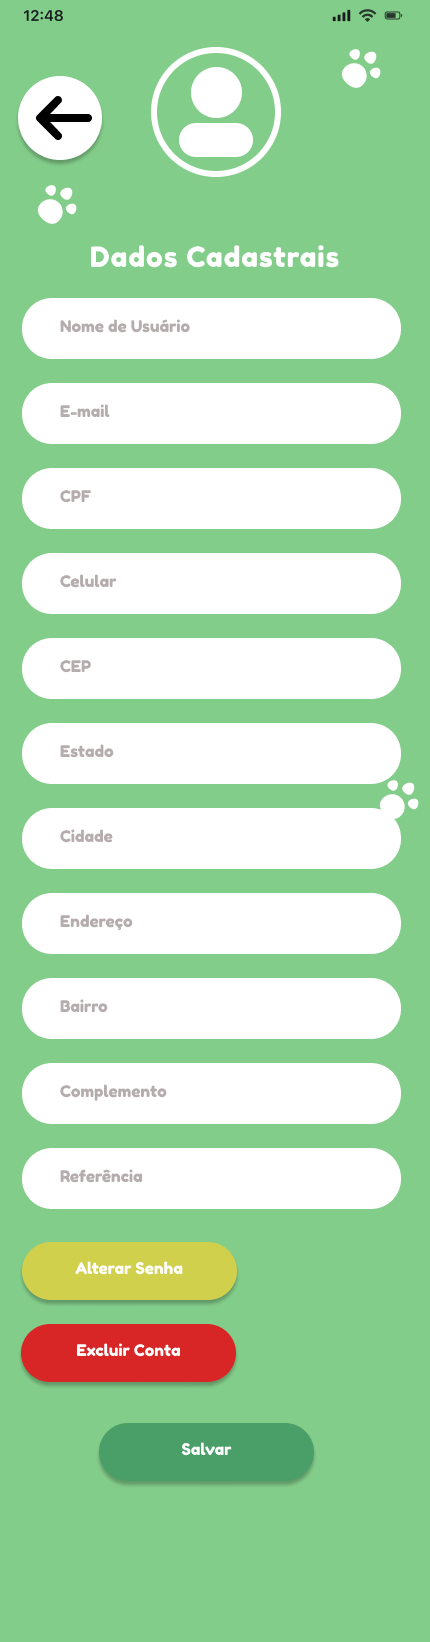 12:48
Dados Cadastrais
Nome de Usuário
E-mail
CPF
Celular
CEP
Estado
Cidade
Endereço
Bairro
Complemento
Referência
Alterar Senha
Excluir Conta
Salvar